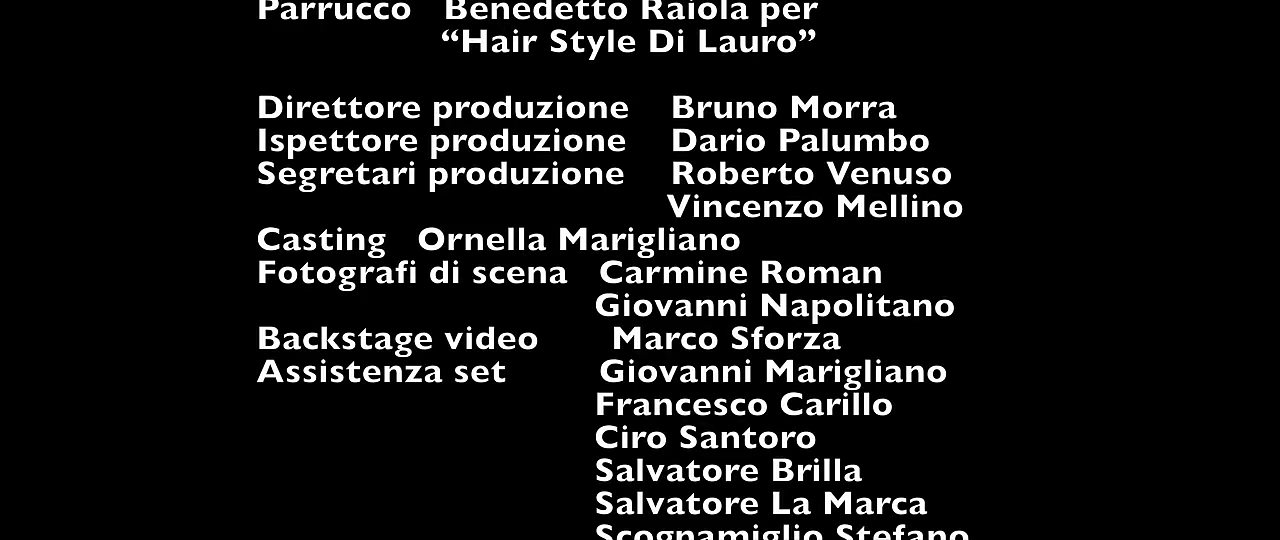 Parrucco Benedetto Raiola per
“Hair Style Di Lauro”
Direttore produzione Bruno Morra
Ispettore produzione Dario Palumbo
Segretari produzione Roberto Venuso
Vincenzo Mellino
Casting Ornella Marigliano
Fotografi di scena Carmine Roman
Giovanni Napolitano
Backstage video Marco Sforza
Assistenza set Giovanni Marigliano
Francesco Carillo
Ciro Santoro
Salvatore Brilla
Salvatore La Marca
Scognamiglio Stefano